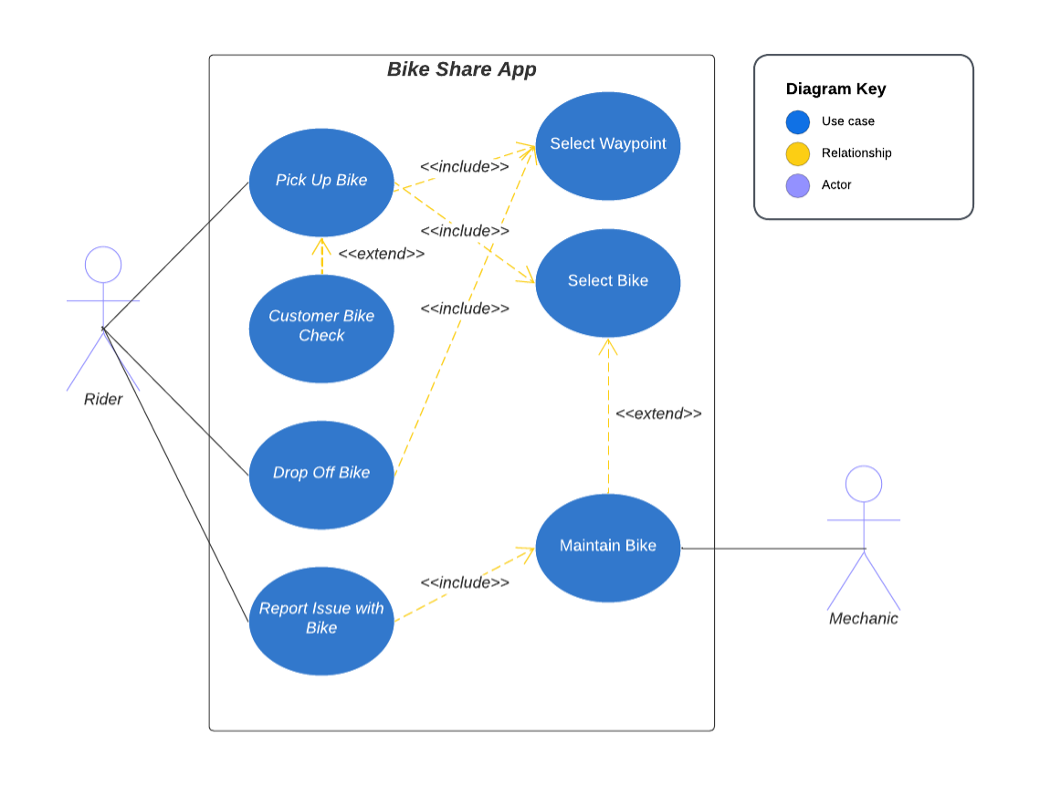 Bike Share App
Diagram Key
Use case
Relationship
Actor
Select Waypoint
<<include>>
Pick Up Bike
<<include>>
<<extend>>
Select Bike
<<include>>
Customer Bike
Check
Rider
<<extend>>
Drop Off Bike
Maintain Bike
<<include>>
Report Issue with
Bike
Mechanic